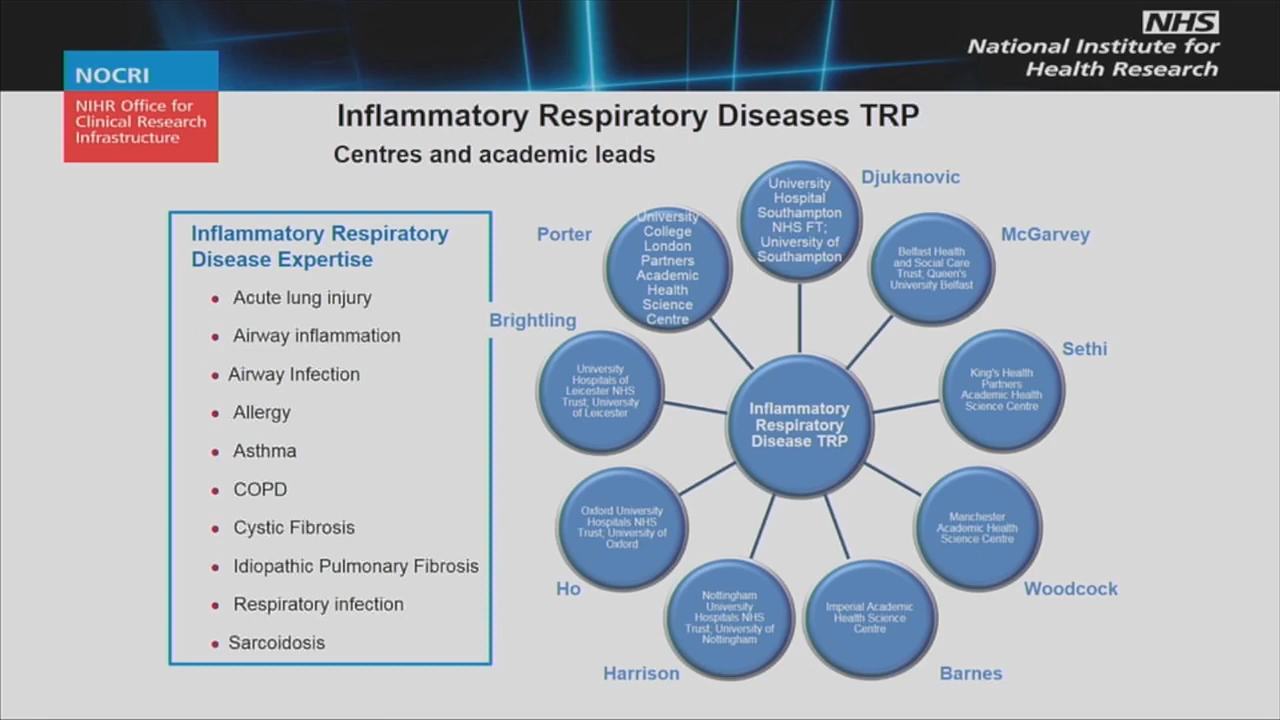 NHS
National Institute for
Health Research
NOCRI
NIHR Office for
Clinical Research
Infrastructure
Inflammatory Respiratory Diseases TRP
Centres and academic leads
Inflammatory Respiratory
Disease Expertise
• Acute lung injury
• Airway inflammation
• Airway Infection
• Allergy
• Asthma
• COPD
• Cystic Fibrosis
• Idiopathic Pulmonary Fibrosis
• Respiratory infection
• Sarcoidosis
Djukanovic
University
Hospital
Southampton
NHS FT;
University of
Southampton
McGarvey
Belfast Health
and Social Care
Trust; Queen's
University Belfast
Sethi
King's Health
Partners
Academic Health
Science Centre
Manchester
Academic Health
Science Centre
Woodcock
Imperial Academic
Health Science
Centre
Barnes
Nottingham
University
Hospitals NHS
Trust; University of
Nottingham
Harrison
Oxford University
Hospitals NHS
Trust; University of
Oxford
Ho
Brightling
University
Hospitals of
Leicester NHS
Trust; University
of Leicester
Porter
University
College
London
Partners
Academic
Health
Science
Centre
Inflammatory
Respiratory
Disease TRP